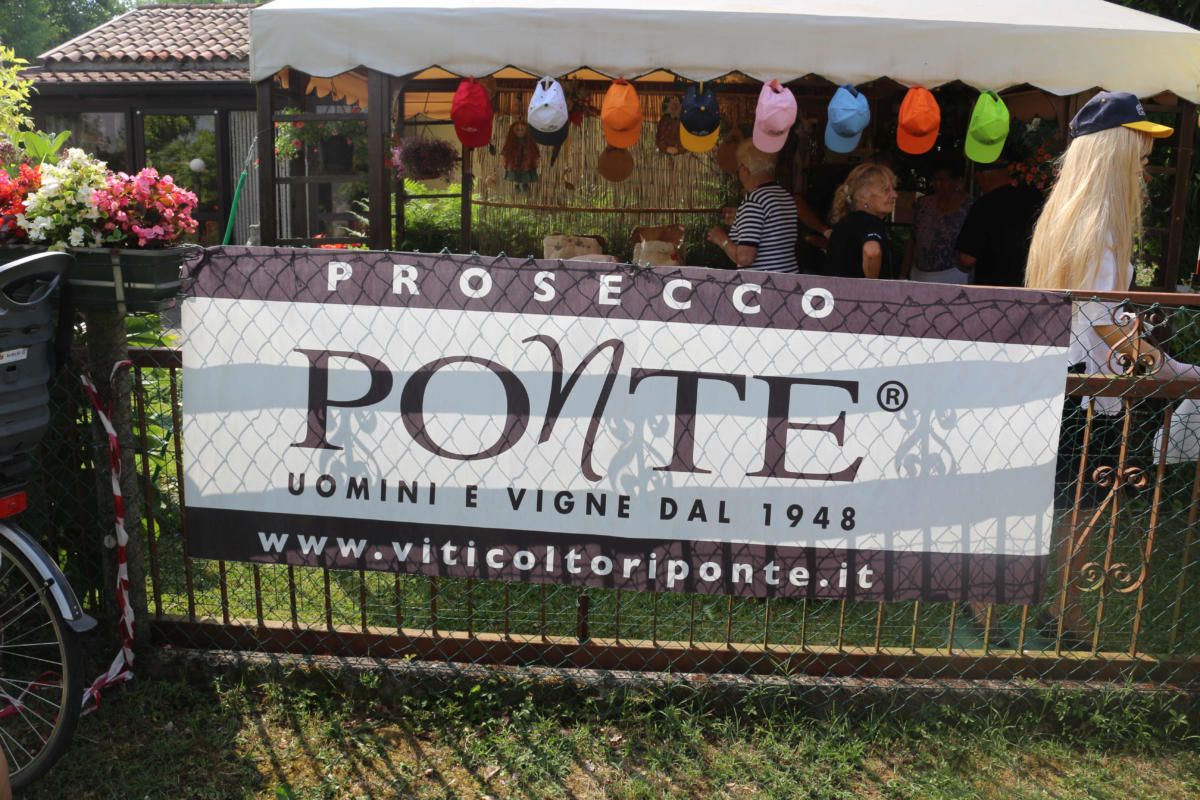 PROSECCO
PONTE®
UOMINI E VIGNE DAL 1948
www.viticoltoriponte.it